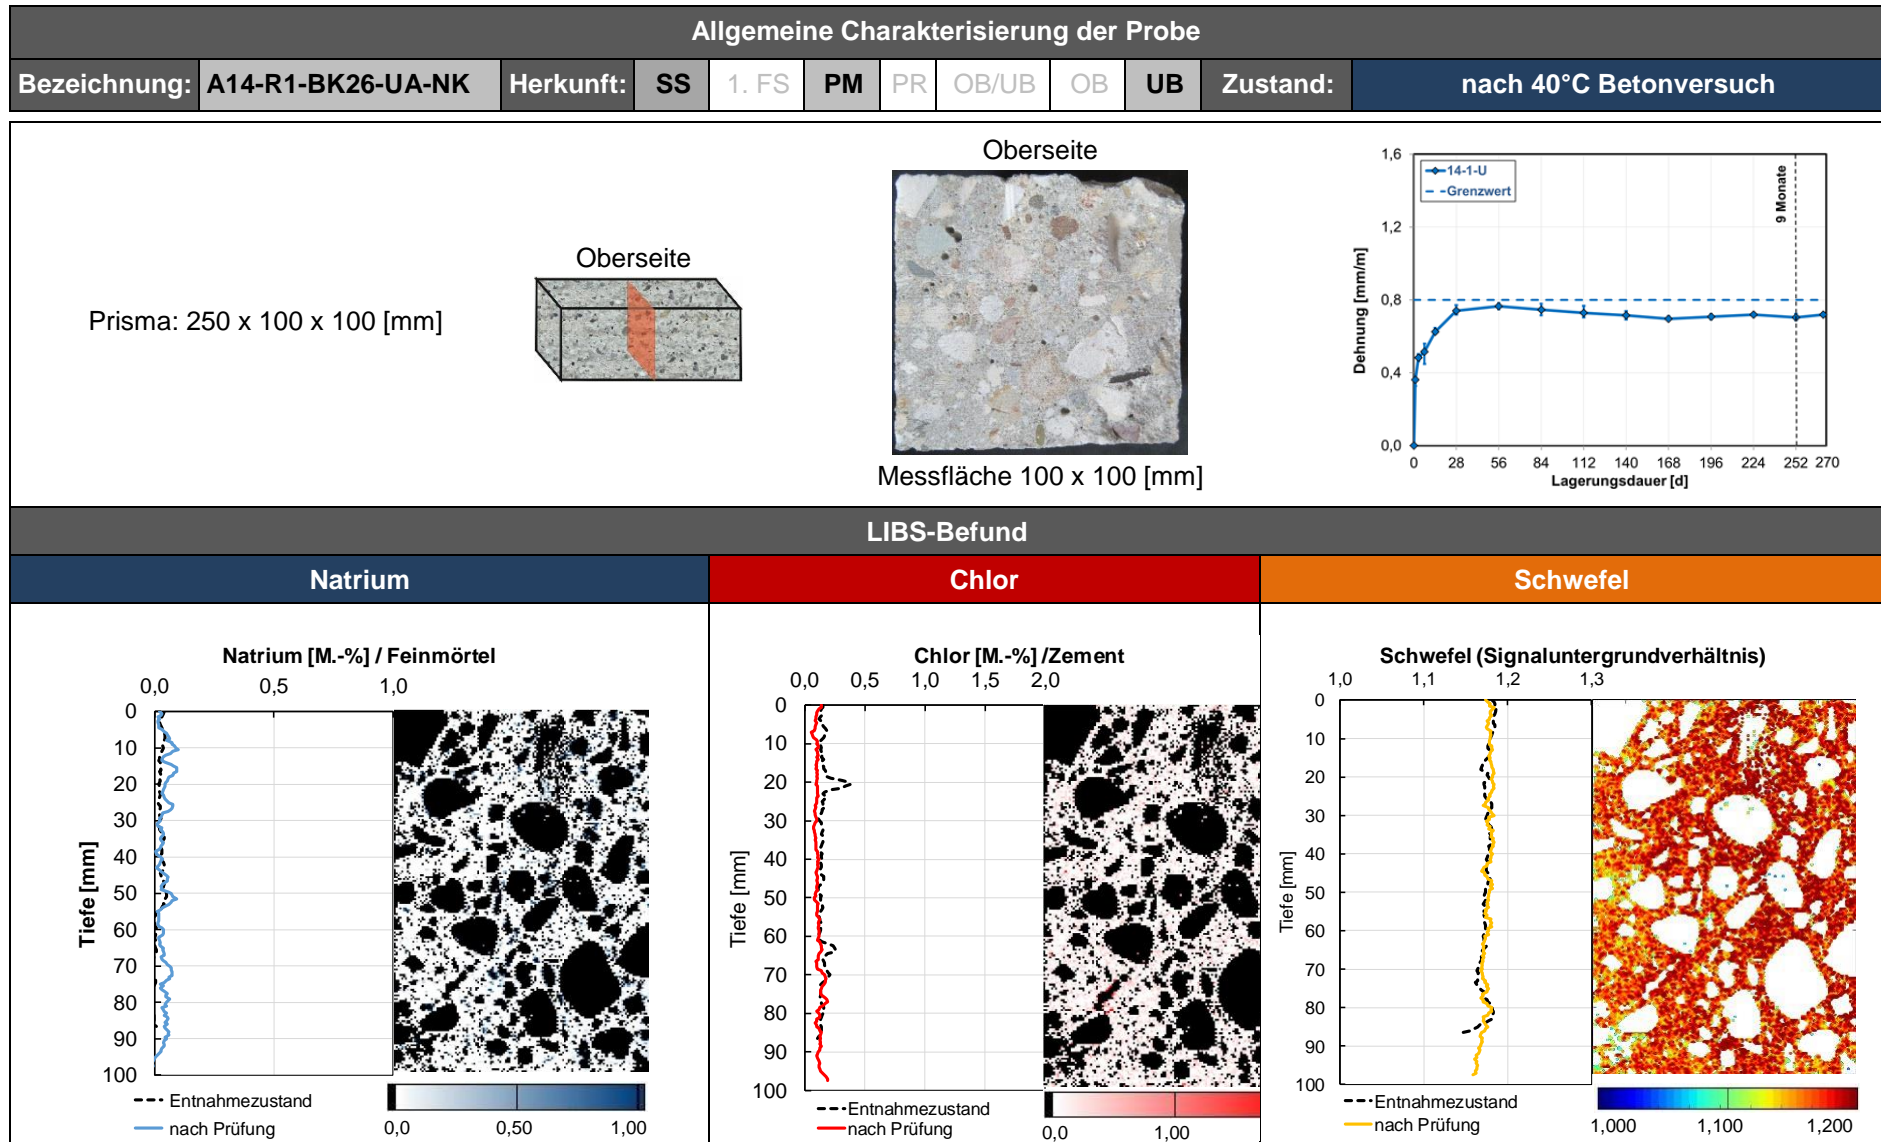 Allgemeine Charakterisierung der Probe
Bezeichnung: A14-R1-BK26-UA-NK Herkunft: SS 1. FS PM PR OB/UB OB UB Zustand: nach 40°C Betonversuch
Prisma: 250 x 100 x 100 [mm]
Oberseite
Oberseite
Messfläche 100 x 100 [mm]
14-1-U
Grenzwert
9 Monate
Dehnung [mm/m]
1,6
1,2
0,8
0,4
0,0
0 28 56 84 112 140 168 196 224 252 270
Lagerungsdauer [d]
LIBS-Befund
Natrium Chlor Schwefel
Natrium [M.-%] / Feinmörtel
0,0 0,5 1,0
Tiefe [mm]
0
10
20
30
40
50
60
70
80
90
100
Entnahmezustand
nach Prüfung
0,0 0,50 1,00
Chlor [M.-%] /Zement
0,0 0,5 1,0 1,5 2,0
Tiefe [mm]
0
10
20
30
40
50
60
70
80
90
100
Entnahmezustand
nach Prüfung
0,0 1,00
Schwefel (Signaluntergrundverhältnis)
1,0 1,1 1,2 1,3
Tiefe [mm]
0
10
20
30
40
50
60
70
80
90
100
Entnahmezustand
nach Prüfung
1,000 1,100 1,200